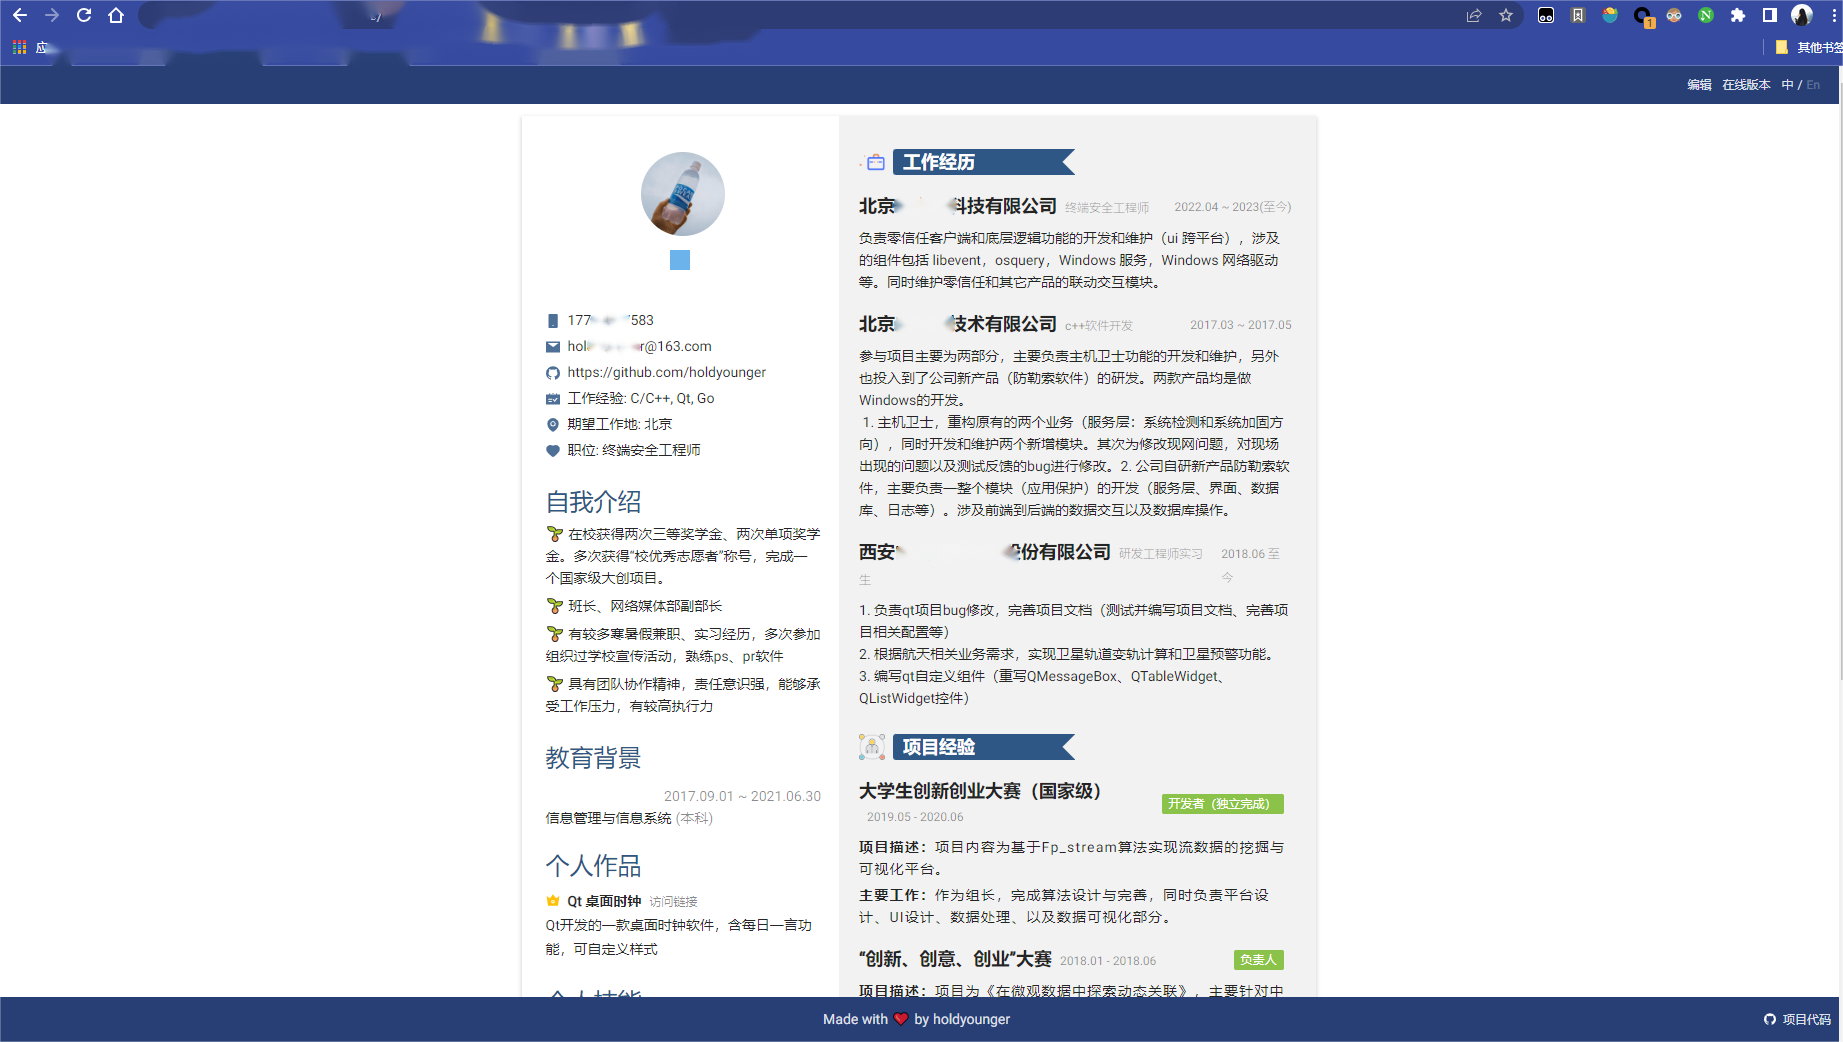 应
其他书签
编辑 在线版本 中 / En
177 583
hol r@163.com
https://github.com/holdyounger
工作经验: C/C++, Qt, Go
期望工作地: 北京
职位: 终端安全工程师
自我介绍
🌱 在校获得两次三等奖学金、两次单项奖学
金。多次获得“校优秀志愿者”称号，完成一
个国家级大创项目。
🌱 班长、网络媒体部副部长
🌱 有较多寒暑假兼职、实习经历，多次参加
组织过学校宣传活动，熟练ps、pr软件
🌱 具有团队协作精神，责任意识强，能够承
受工作压力，有较高执行力
教育背景
2017.09.01 ~ 2021.06.30
信息管理与信息系统 (本科)
个人作品
Qt 桌面时钟 访问链接
Qt开发的一款桌面时钟软件，含每日一言功
能，可自定义样式
个人技能
工作经历
北京 科技有限公司 终端安全工程师 2022.04 ~ 2023(至今)
负责零信任客户端和底层逻辑功能的开发和维护（ui 跨平台），涉及
的组件包括 libevent，osquery，Windows 服务，Windows 网络驱动
等。同时维护零信任和其它产品的联动交互模块。
北京 技术有限公司 c++软件开发 2017.03 ~ 2017.05
参与项目主要为两部分，主要负责主机卫士功能的开发和维护，另外
也投入到了公司新产品（防勒索软件）的研发。两款产品均是做
Windows的开发。
1. 主机卫士，重构原有的两个业务（服务层：系统检测和系统加固方
向），同时开发和维护两个新增模块。其次为修改现网问题，对现场
出现的问题以及测试反馈的bug进行修改。2. 公司自研新产品防勒索软
件，主要负责一整个模块（应用保护）的开发（服务层、界面、数据
库、日志等）。涉及前端到后端的数据交互以及数据库操作。
西安 股份有限公司 研发工程师实习 2018.06 至
生 今
1. 负责qt项目bug修改，完善项目文档（测试并编写项目文档、完善项
目相关配置等）
2. 根据航天相关业务需求，实现卫星轨道变轨计算和卫星预警功能。
3. 编写qt自定义组件（重写QMessageBox、QTableWidget、
QListWidget控件）
项目经验
大学生创新创业大赛（国家级）
开发者（独立完成）
2019.05 - 2020.06
项目描述：项目内容为基于Fp_stream算法实现流数据的挖掘与
可视化平台。
主要工作：作为组长，完成算法设计与完善，同时负责平台设
计、UI设计、数据处理、以及数据可视化部分。
“创新、创意、创业”大赛 2018.01 - 2018.06 负责人
项目描述：项目为《在微观数据中探索动态关联》，主要针对中
Made with ❤️ by holdyounger
项目代码